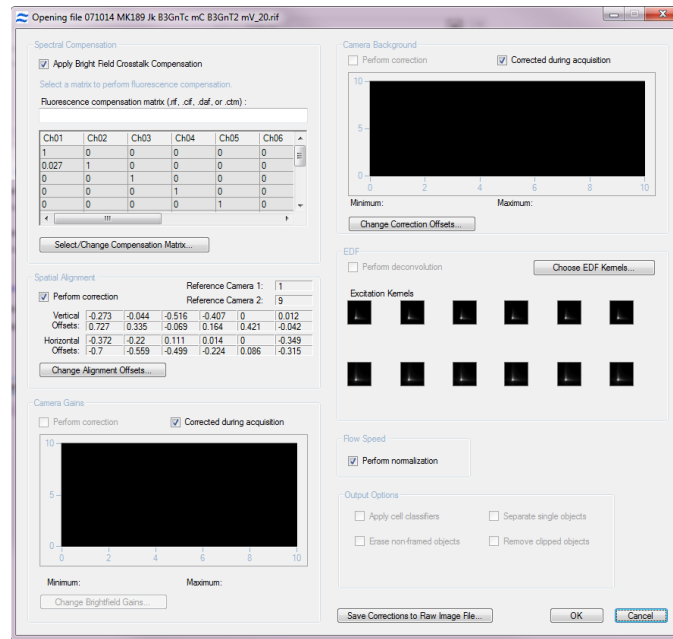 Opening file 071014 MK189 Jk B3GnTc mC B3GnT2 mV_20.rif
Spectral Compensation
Apply Bright Field Crosstalk Compensation
Select a matrix to perform fluorescence compensation.
Fluorescence compensation matrix (.rif, .cif, .daf, or .ctm) :
Ch01 Ch02 Ch03 Ch04 Ch05 Ch06
1 0 0 0 0 0
0.027 1 0 0 0 0
0 0 1 0 0 0
0 0 0 1 0 0
0 0 0 0 1 0
Select/Change Compensation Matrix...
Spatial Alignment
Reference Camera 1: 1
Perform correction
Reference Camera 2: 9
Vertical -0.273 -0.044 -0.516 -0.407 0 0.012
Offsets: 0.727 0.335 -0.069 0.164 0.421 -0.042
Horizontal -0.372 -0.22 0.111 0.014 0 -0.349
Offsets: -0.7 -0.559 -0.499 -0.224 0.086 -0.315
Change Alignment Offsets...
Camera Gains
Perform correction Corrected during acquisition
10
5
0
0 2 4 6 8 10
Minimum: Maximum:
Change Brightfield Gains...
Camera Background
Perform correction Corrected during acquisition
10
5
0
0 2 4 6 8 10
Minimum: Maximum:
Change Correction Offsets...
EDF
Perform deconvolution Choose EDF Kernels...
Excitation Kernels
Flow Speed
Perform normalization
Output Options
Apply cell classifiers Separate single objects
Erase non-framed objects Remove clipped objects
Save Corrections to Raw Image File... OK Cancel